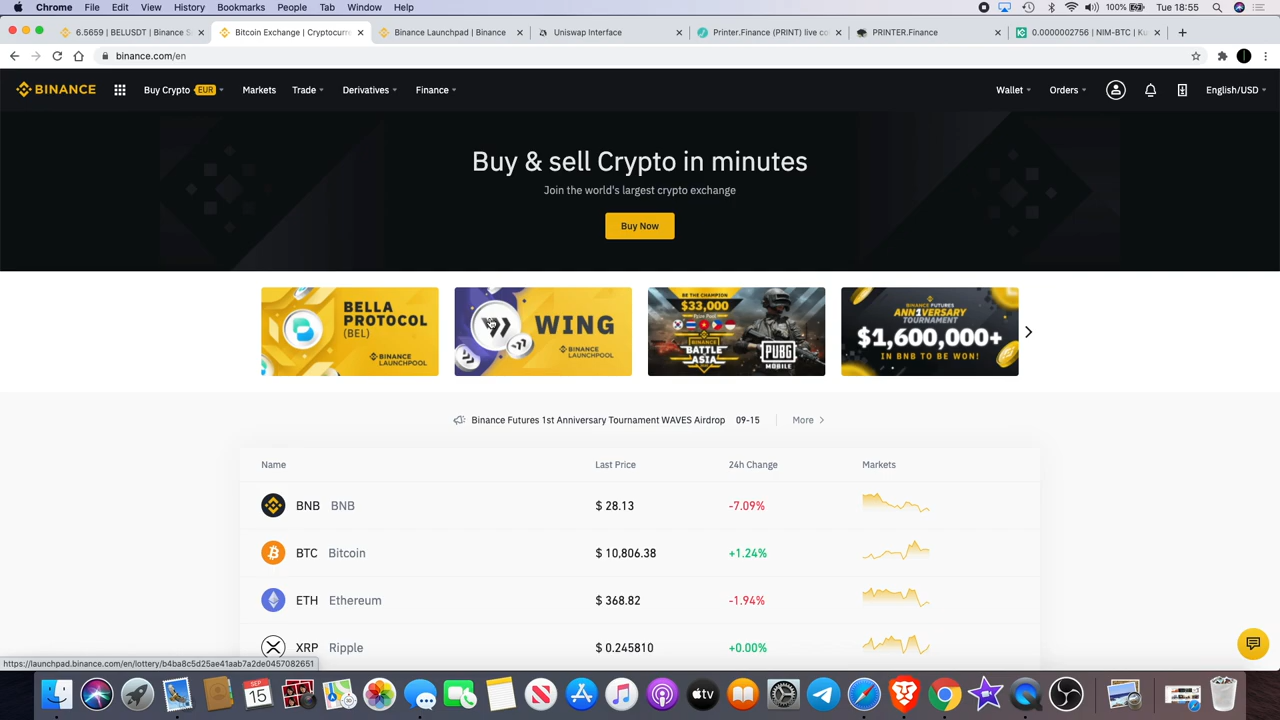 Chrome File Edit View History Bookmarks People Tab Window Help 100% Tue 18:55
6.5659 | BELUSDT | Binance S Bitcoin Exchange | Cryptocurre Binance Launchpad | Binance Uniswap Interface Printer.Finance (PRINT) live co PRINTER.Finance 0.0000002756 | NIM-BTC | Ku
binance.com/en
BINANCE Buy Crypto EUR Markets Trade Derivatives Finance Wallet Orders English/USD
Buy & sell Crypto in minutes
Join the world's largest crypto exchange
Buy Now
BELLA
PROTOCOL
(BEL)
BINANCE
LAUNCHPOOL
WING
BINANCE
LAUNCHPOOL
BE THE CHAMPION
$33,000
Prize Pool
BINANCE
BATTLE
ASIA
PUBG
MOBILE
BINANCE FUTURES
ANN1VERSARY
TOURNAMENT
$1,600,000+
IN BNB TO BE WON!
Binance Futures 1st Anniversary Tournament WAVES Airdrop 09-15 More
Name Last Price 24h Change Markets
BNB BNB $ 28.13 -7.09%
BTC Bitcoin $ 10,806.38 +1.24%
ETH Ethereum $ 368.82 -1.94%
XRP Ripple $ 0.245810 +0.00%
https://launchpad.binance.com/en/lottery/b4ba8c5d25ae41aab7a2de0457082651
SEP
15
tv